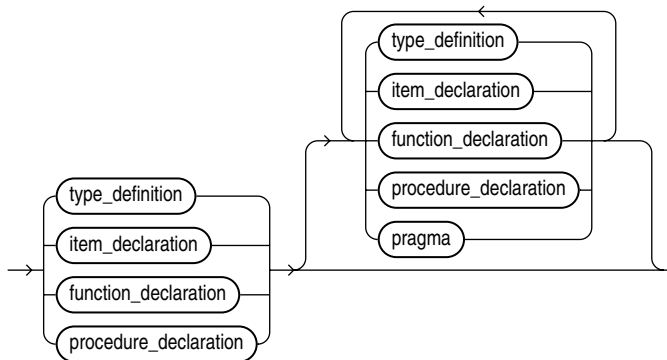 type_definition
item_declaration
function_declaration
procedure_declaration
type_definition
item_declaration
function_declaration
procedure_declaration
pragma